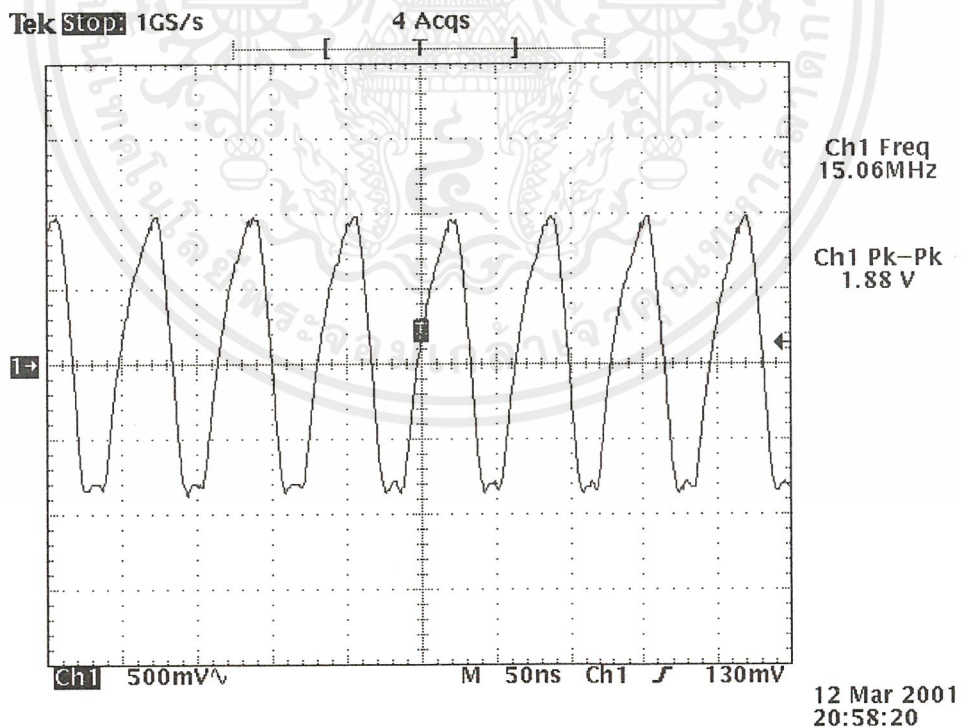 Tek Stop: 1GS/s 4 Acqs
[ T ]
Ch1 Freq
15.06MHz
Ch1 Pk-Pk
1.88 V
T
1→
Ch1 500mV∿ M 50ns Ch1 ƒ 130mV
12 Mar 2001
20:58:20